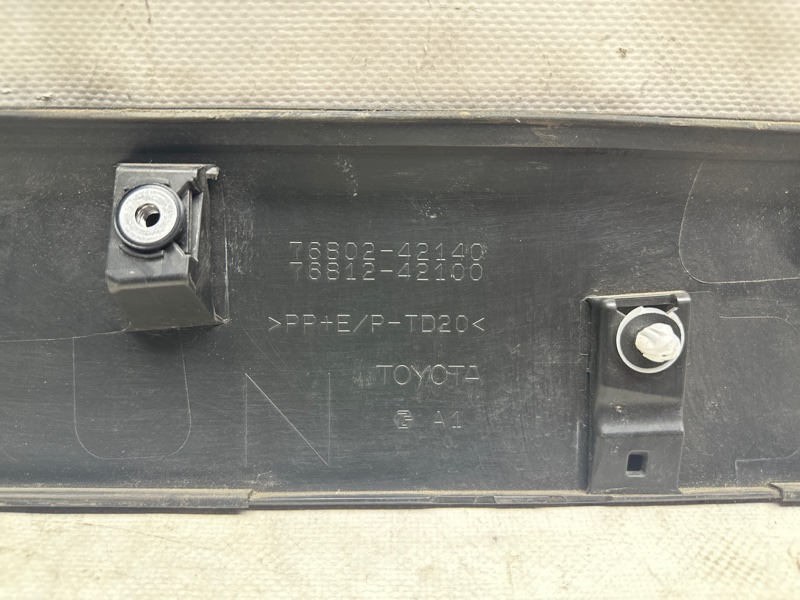 76802-42140
76812-42100
>PP+E/P-TD20<
TOYOTA
G A1